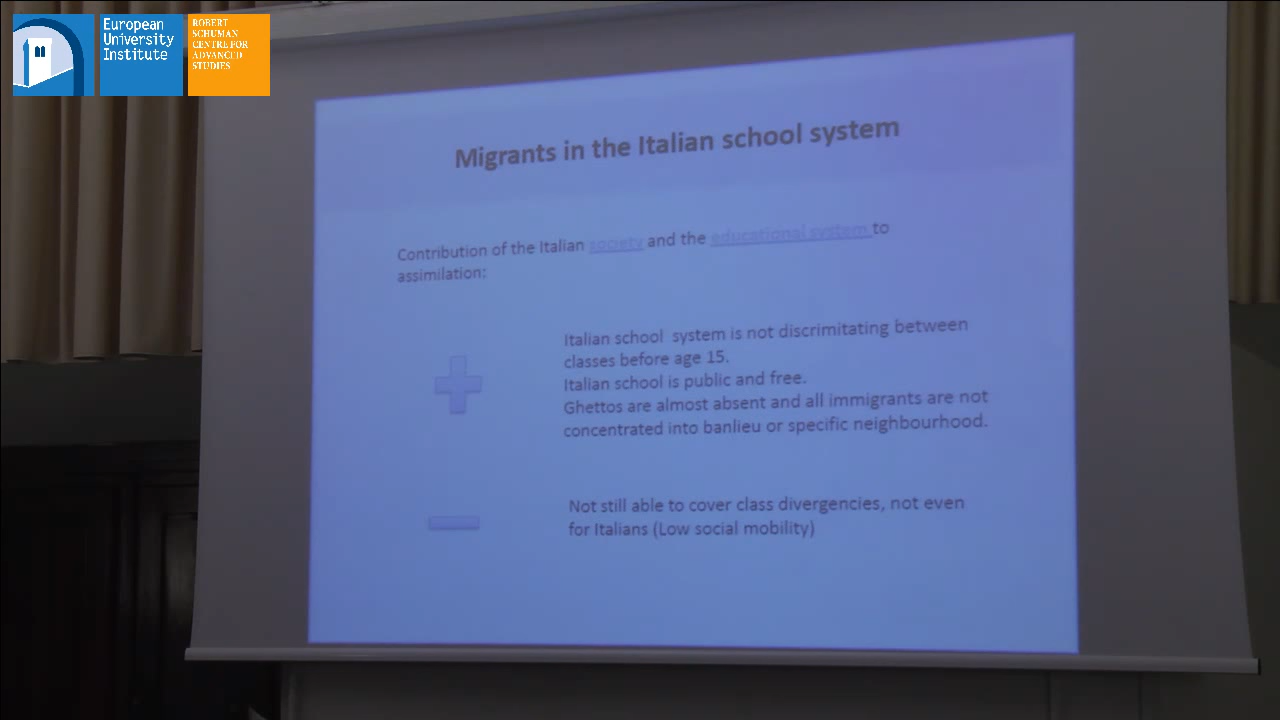 European
University
Institute
ROBERT
SCHUMAN
CENTRE FOR
ADVANCED
STUDIES
Migrants in the Italian school system
Contribution of the Italian society and the educational system to
assimilation:
Italian school system is not discrimitating between
classes before age 15.
Italian school is public and free.
Ghettos are almost absent and all immigrants are not
concentrated into banlieu or specific neighbourhood.
Not still able to cover class divergencies, not even
for Italians (Low social mobility)